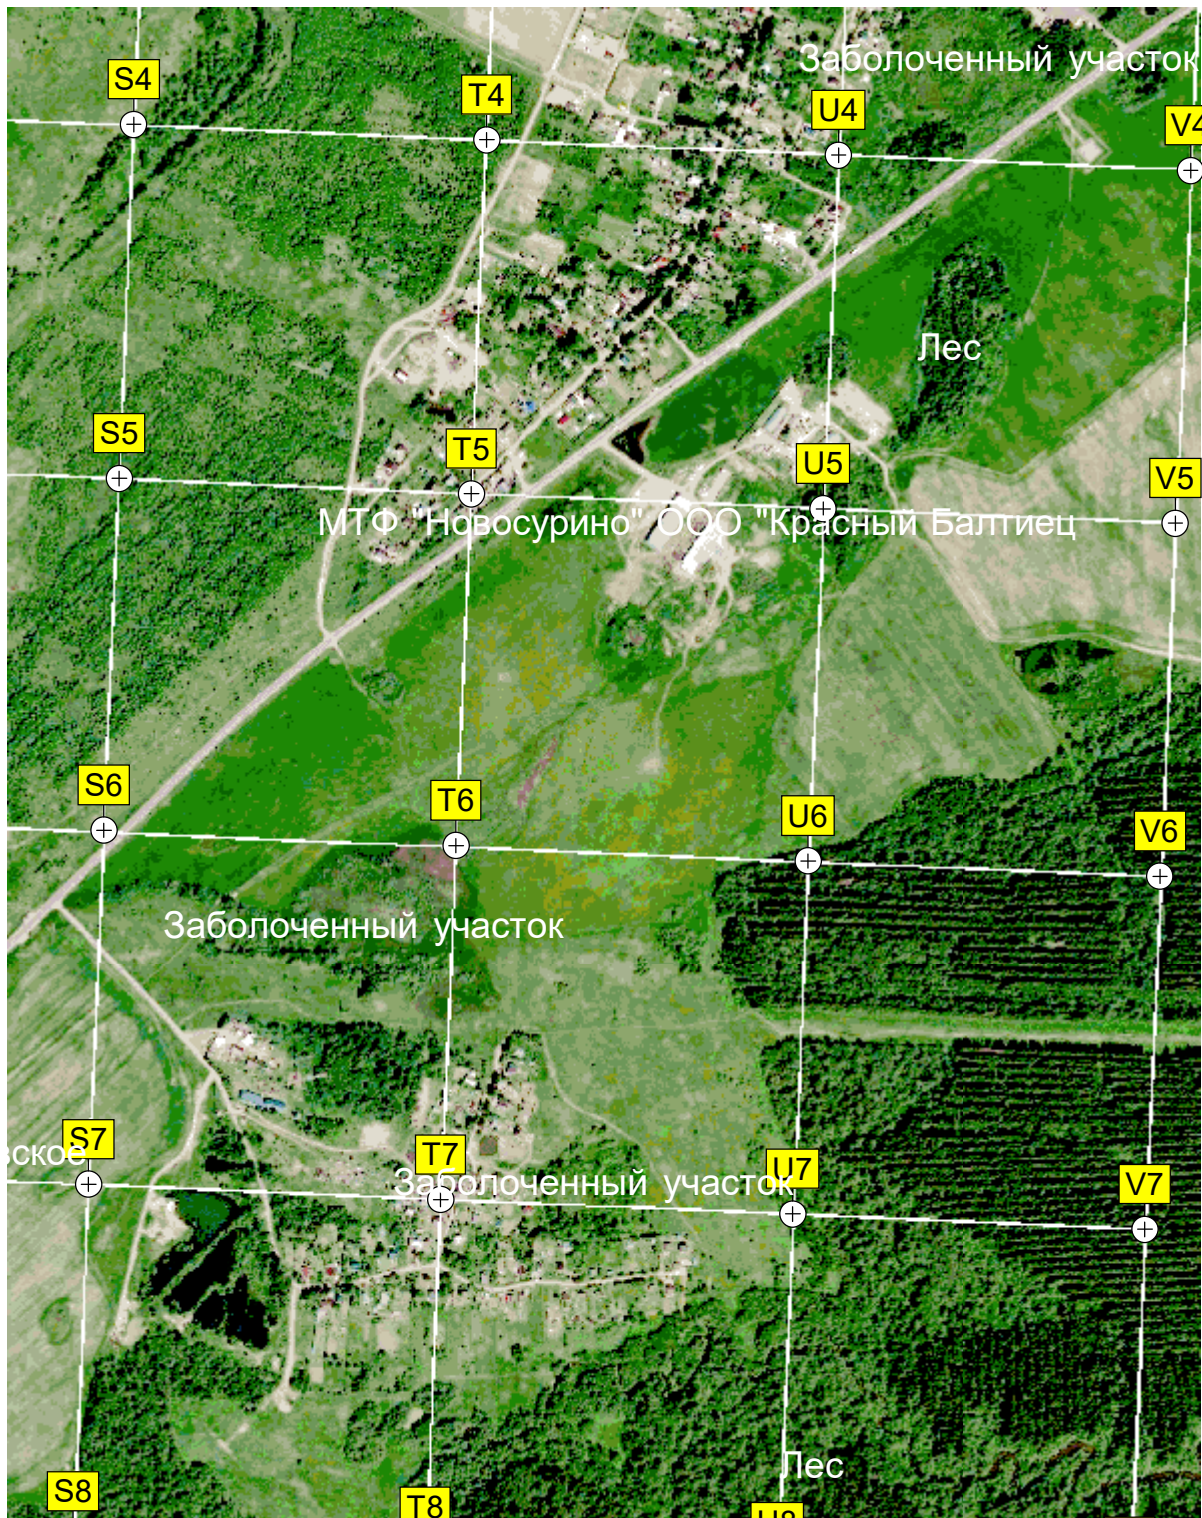 Заболоченный участок
S4
T4
U4
V4
Лес
S5
T5
U5
V5
МТФ "Новосурино" ООО "Красный Балтиец
S6
T6
U6
V6
Заболоченный участок
S7
T7
U7
V7
Заболоченный участок
Лес
S8
T8
U8